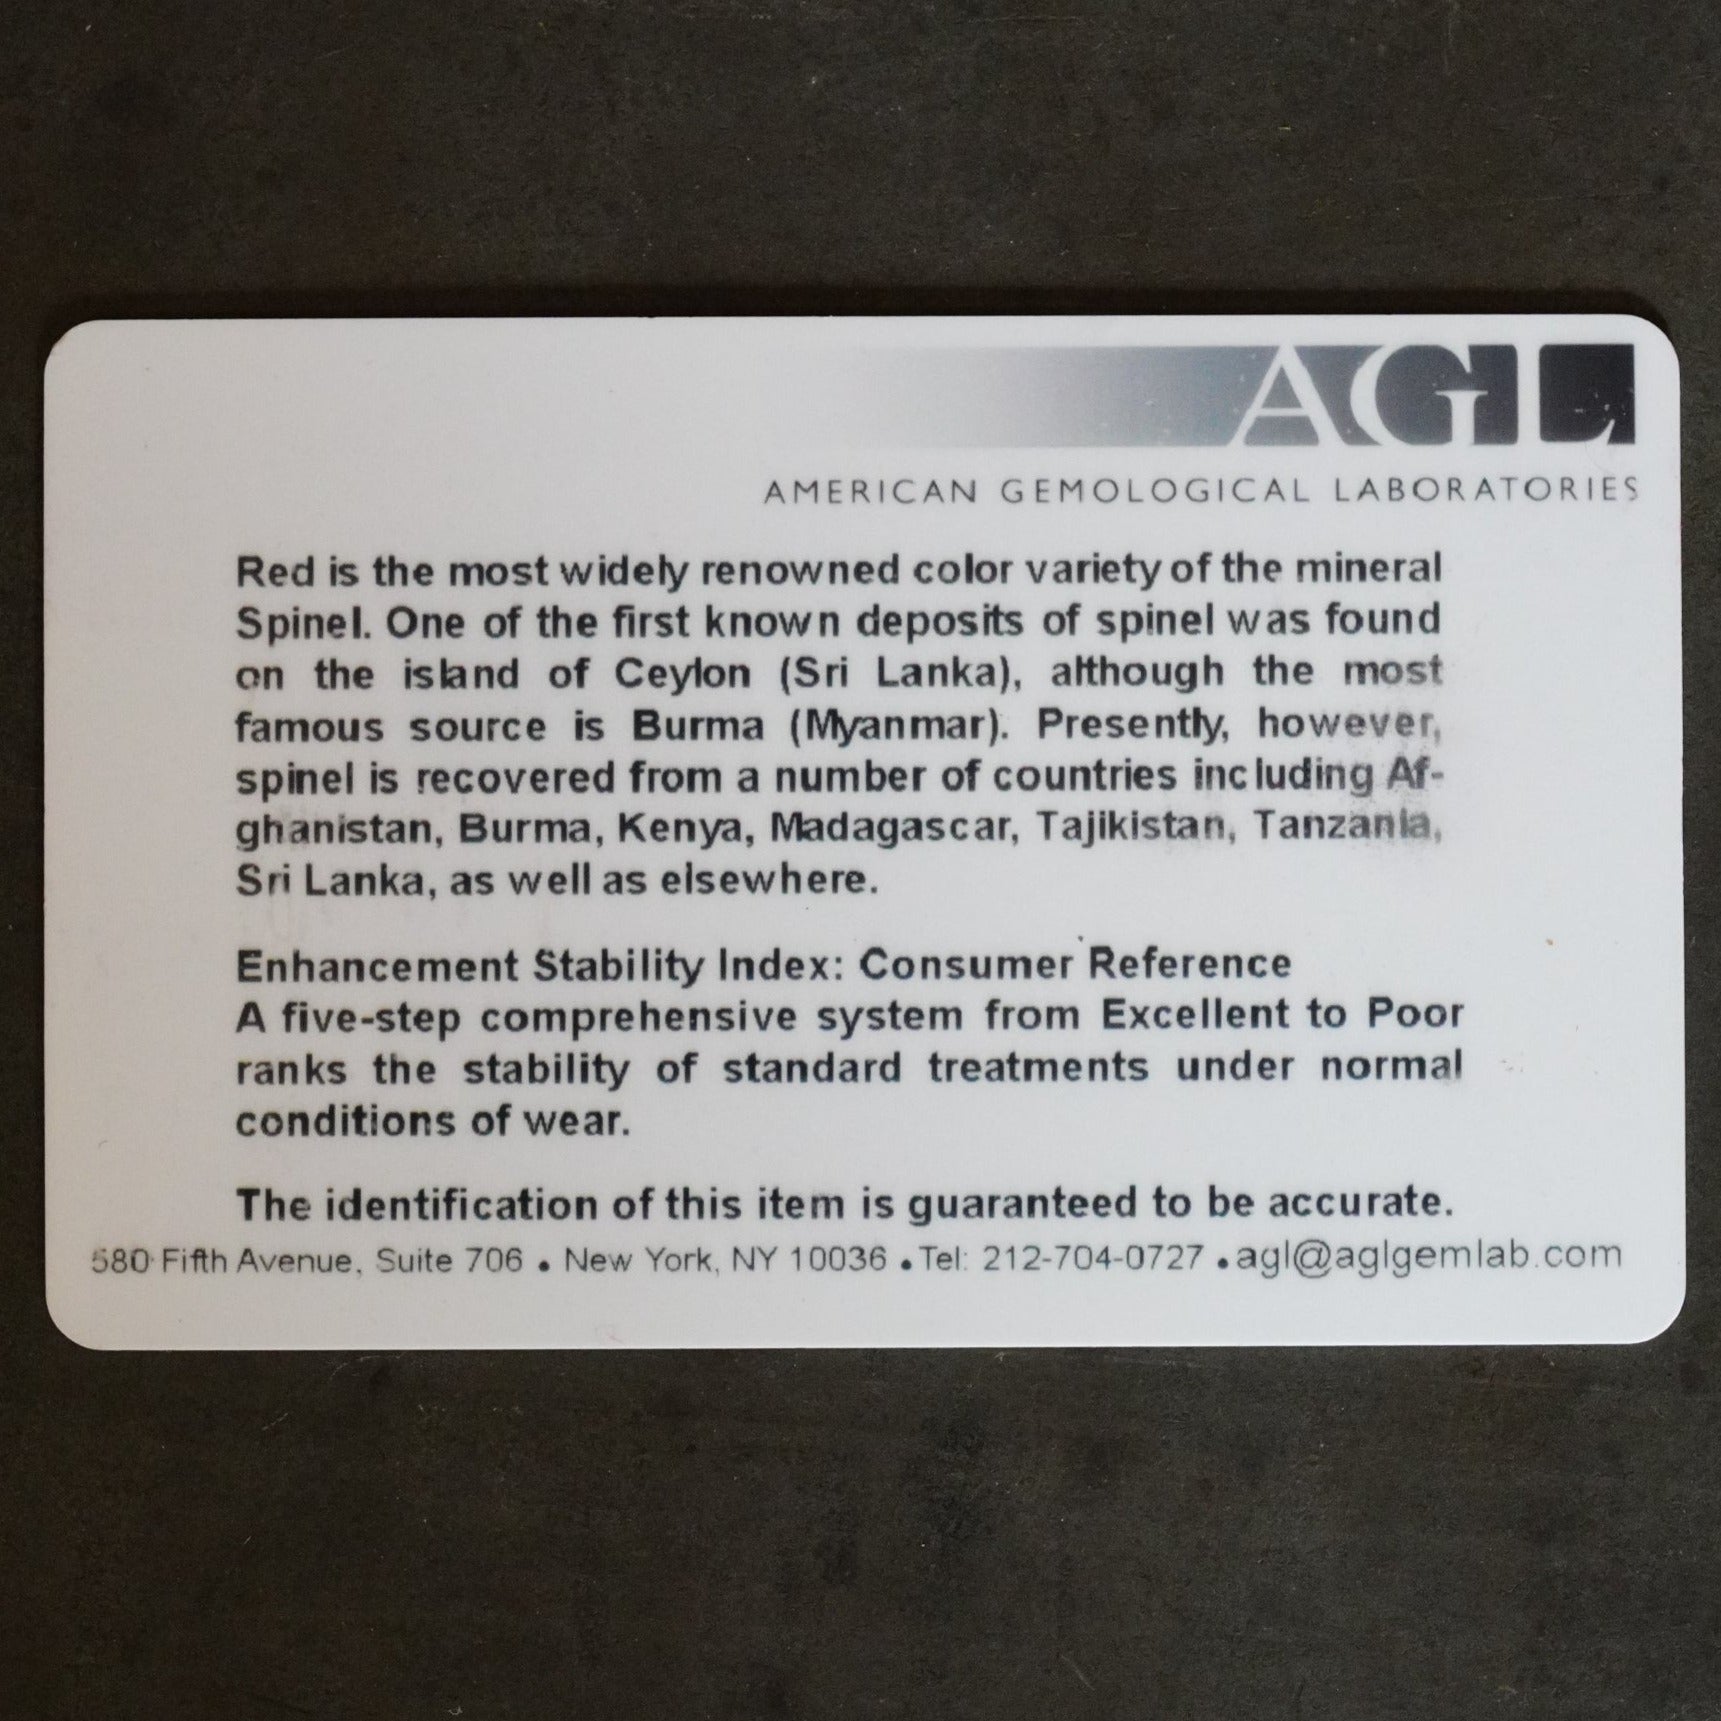 AGL
AMERICAN GEMOLOGICAL LABORATORIES
Red is the most widely renowned color variety of the mineral
Spinel. One of the first known deposits of spinel was found
on the island of Ceylon (Sri Lanka), although the most
famous source is Burma (Myanmar). Presently, however,
spinel is recovered from a number of countries including Af-
ghanistan, Burma, Kenya, Madagascar, Tajikistan, Tanzania,
Sri Lanka, as well as elsewhere.
Enhancement Stability Index: Consumer Reference
A five-step comprehensive system from Excellent to Poor
ranks the stability of standard treatments under normal
conditions of wear.
The identification of this item is guaranteed to be accurate.
580 Fifth Avenue, Suite 706 • New York, NY 10036 • Tel: 212-704-0727 • agl@aglgemlab.com